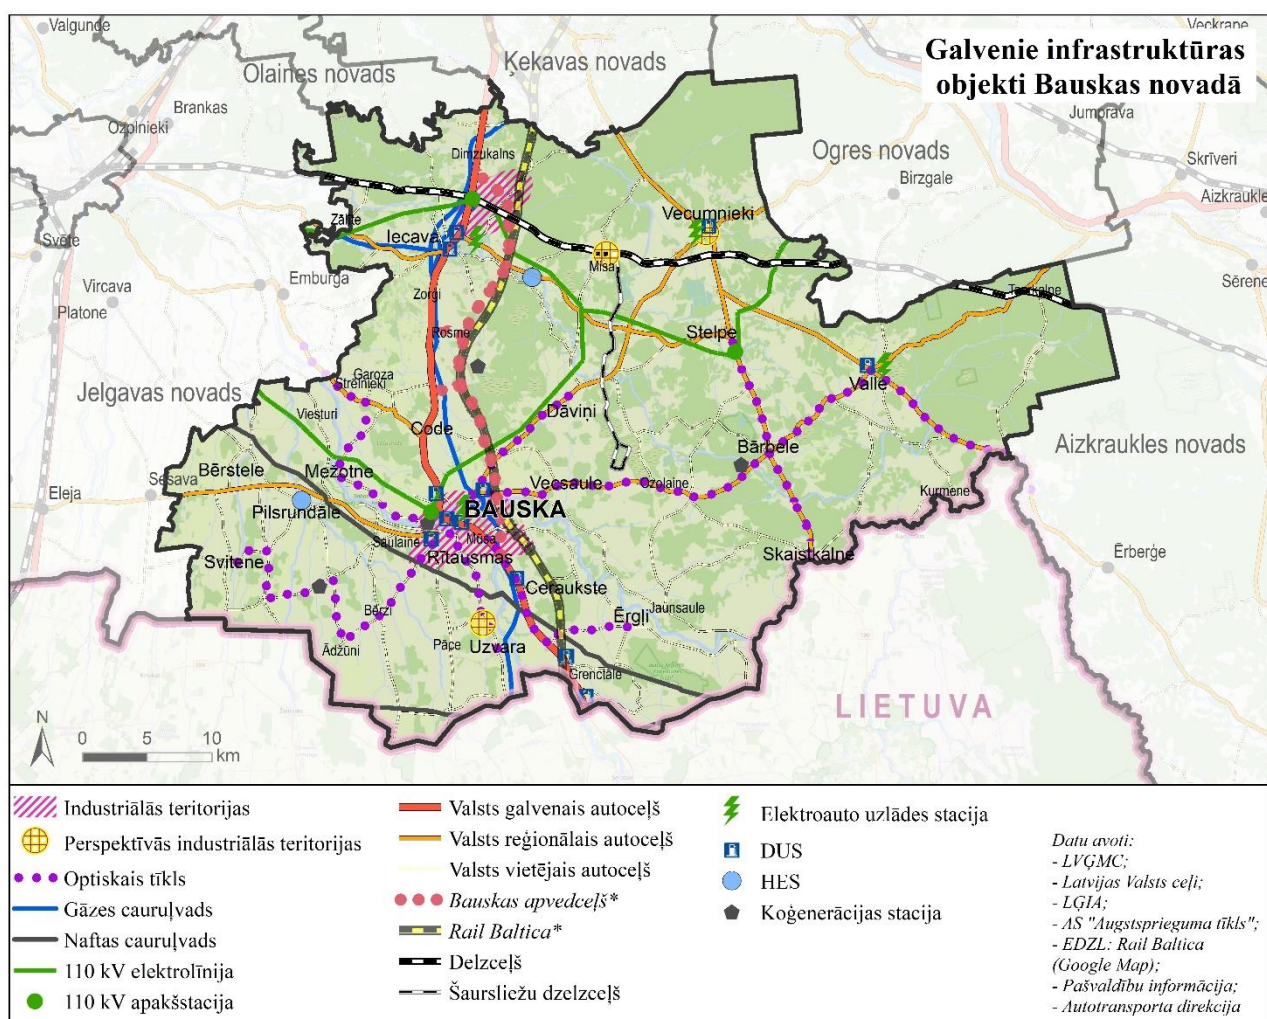 Galvenie infrastruktūras
objekti Bauskas novadā
Valgunde
Veckrape
Olaines novads
Ķekavas novads
Brankas
Ozolnieki
Jumprava
Dimzukalns
Ogres novads
Skrīveri
Birzgale
Aizkraukle
Zālīte
Iecava
Vecumnieki
Svēte
Misa
Emburga
Vircava
Zorģi
Taurkalne
Sērene
Platone
Rosme
Stelpe
Garoza
Strēlnieki
Valle
Jelgavas novads
Viesturi
Dāviņi
Code
Bārbele
Aizkraukles novads
Bērstele
Mežotne
Vecsaule
Ozolaine
Eleja
Sesava
Kurmene
Pilsrundāle
BAUSKA
Saulaine
Mūsa
Skaistkalne
Rītausmas
Svitene
Ērberģe
Ceraukste
Bērzi
Jaunsaule
Ērgļi
Pāce
Uzvara
Ādžūni
Grenctāle
LIETUVA
N
0 5 10
km
Industriālās teritorijas
Perspektīvās industriālās teritorijas
Optiskais tīkls
Gāzes cauruļvads
Naftas cauruļvads
110 kV elektrolīnija
110 kV apakšstacija
Valsts galvenais autoceļš
Valsts reģionālais autoceļš
Valsts vietējais autoceļš
Bauskas apvedceļš*
Rail Baltica*
Delzceļš
Šaursliežu dzelzceļš
Elektroauto uzlādes stacija
DUS
HES
Koģenerācijas stacija
Datu avoti:
- LVĢMC;
- Latvijas Valsts ceļi;
- LĢIA;
- AS "Augstsprieguma tīkls";
- EDZL: Rail Baltica
(Google Map);
- Pašvaldību informācija;
- Autotransporta direkcija